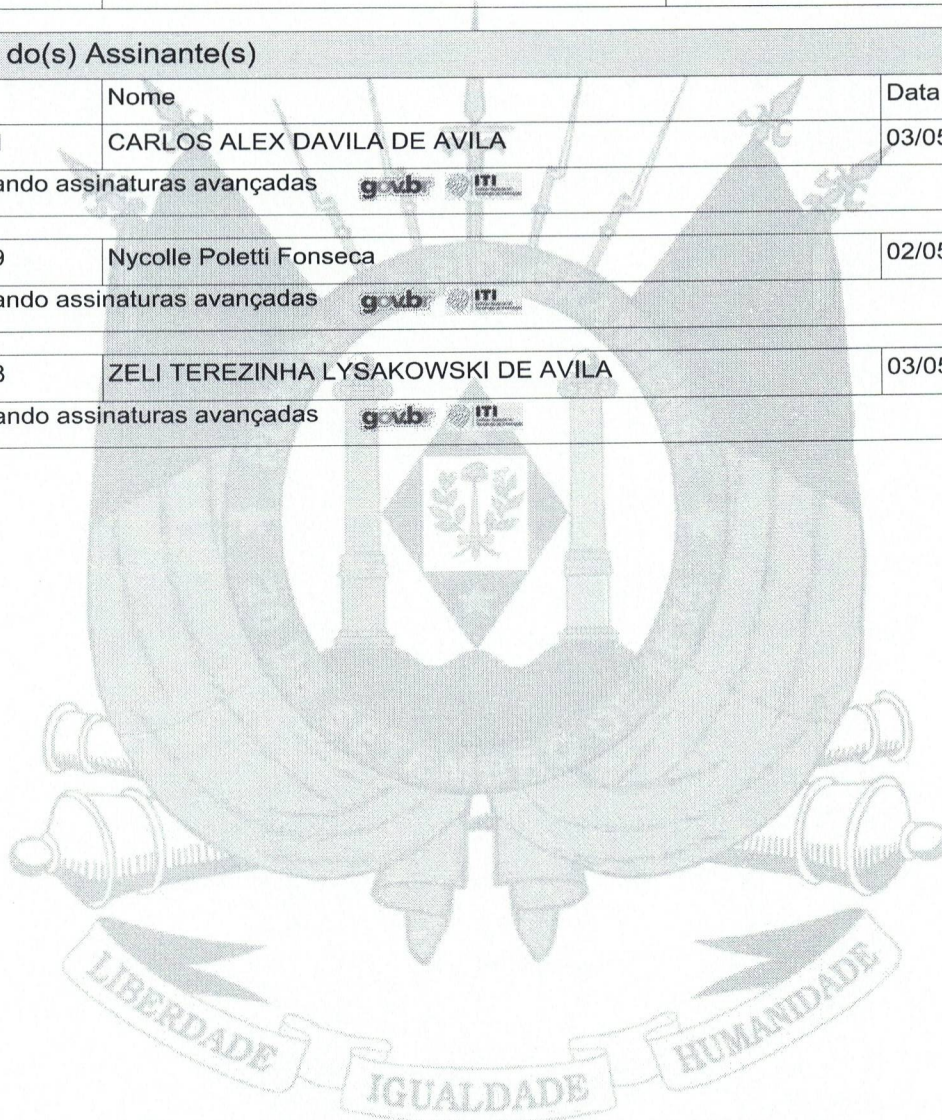 do(s) Assinante(s)
Nome Data
CARLOS ALEX DAVILA DE AVILA 03/05
ando assinaturas avançadas gov.br ITI
9 Nycolle Poletti Fonseca 02/05
ando assinaturas avançadas gov.br ITI
3 ZELI TEREZINHA LYSAKOWSKI DE AVILA 03/05
ando assinaturas avançadas gov.br ITI
LIBERDADE IGUALDADE HUMANIDADE